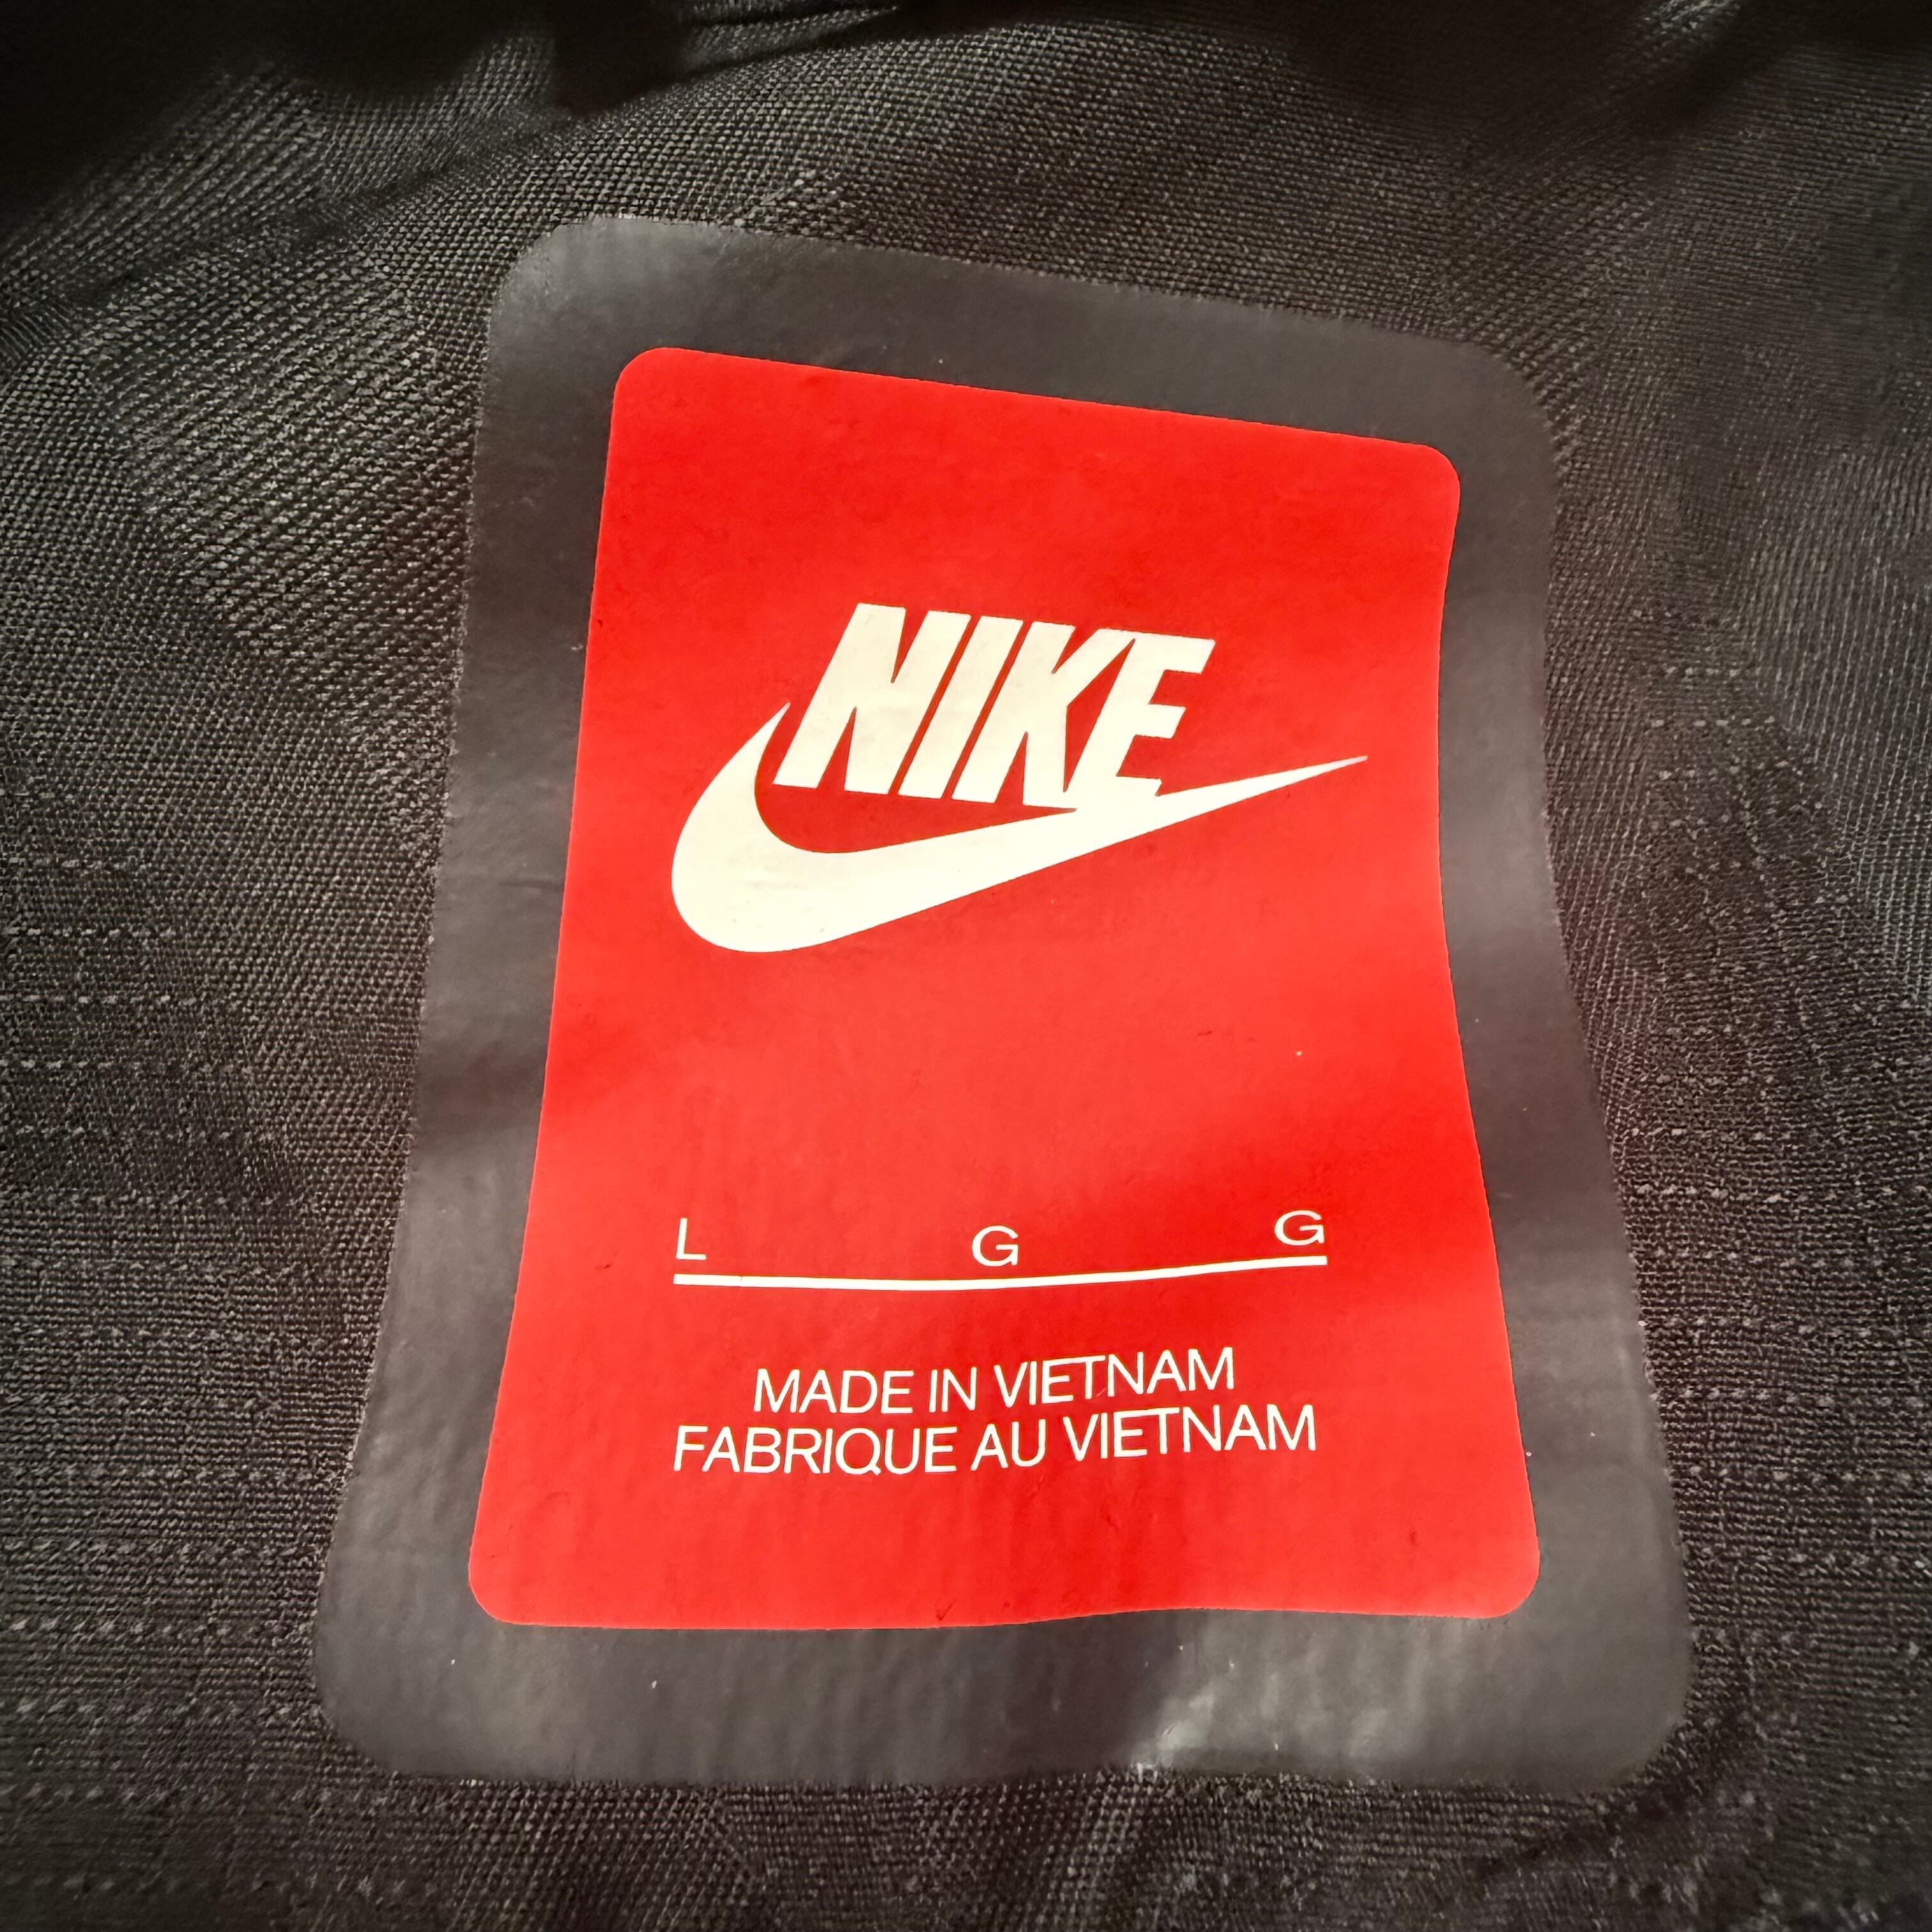 NIKE
L G G
MADE IN VIETNAM
FABRIQUE AU VIETNAM